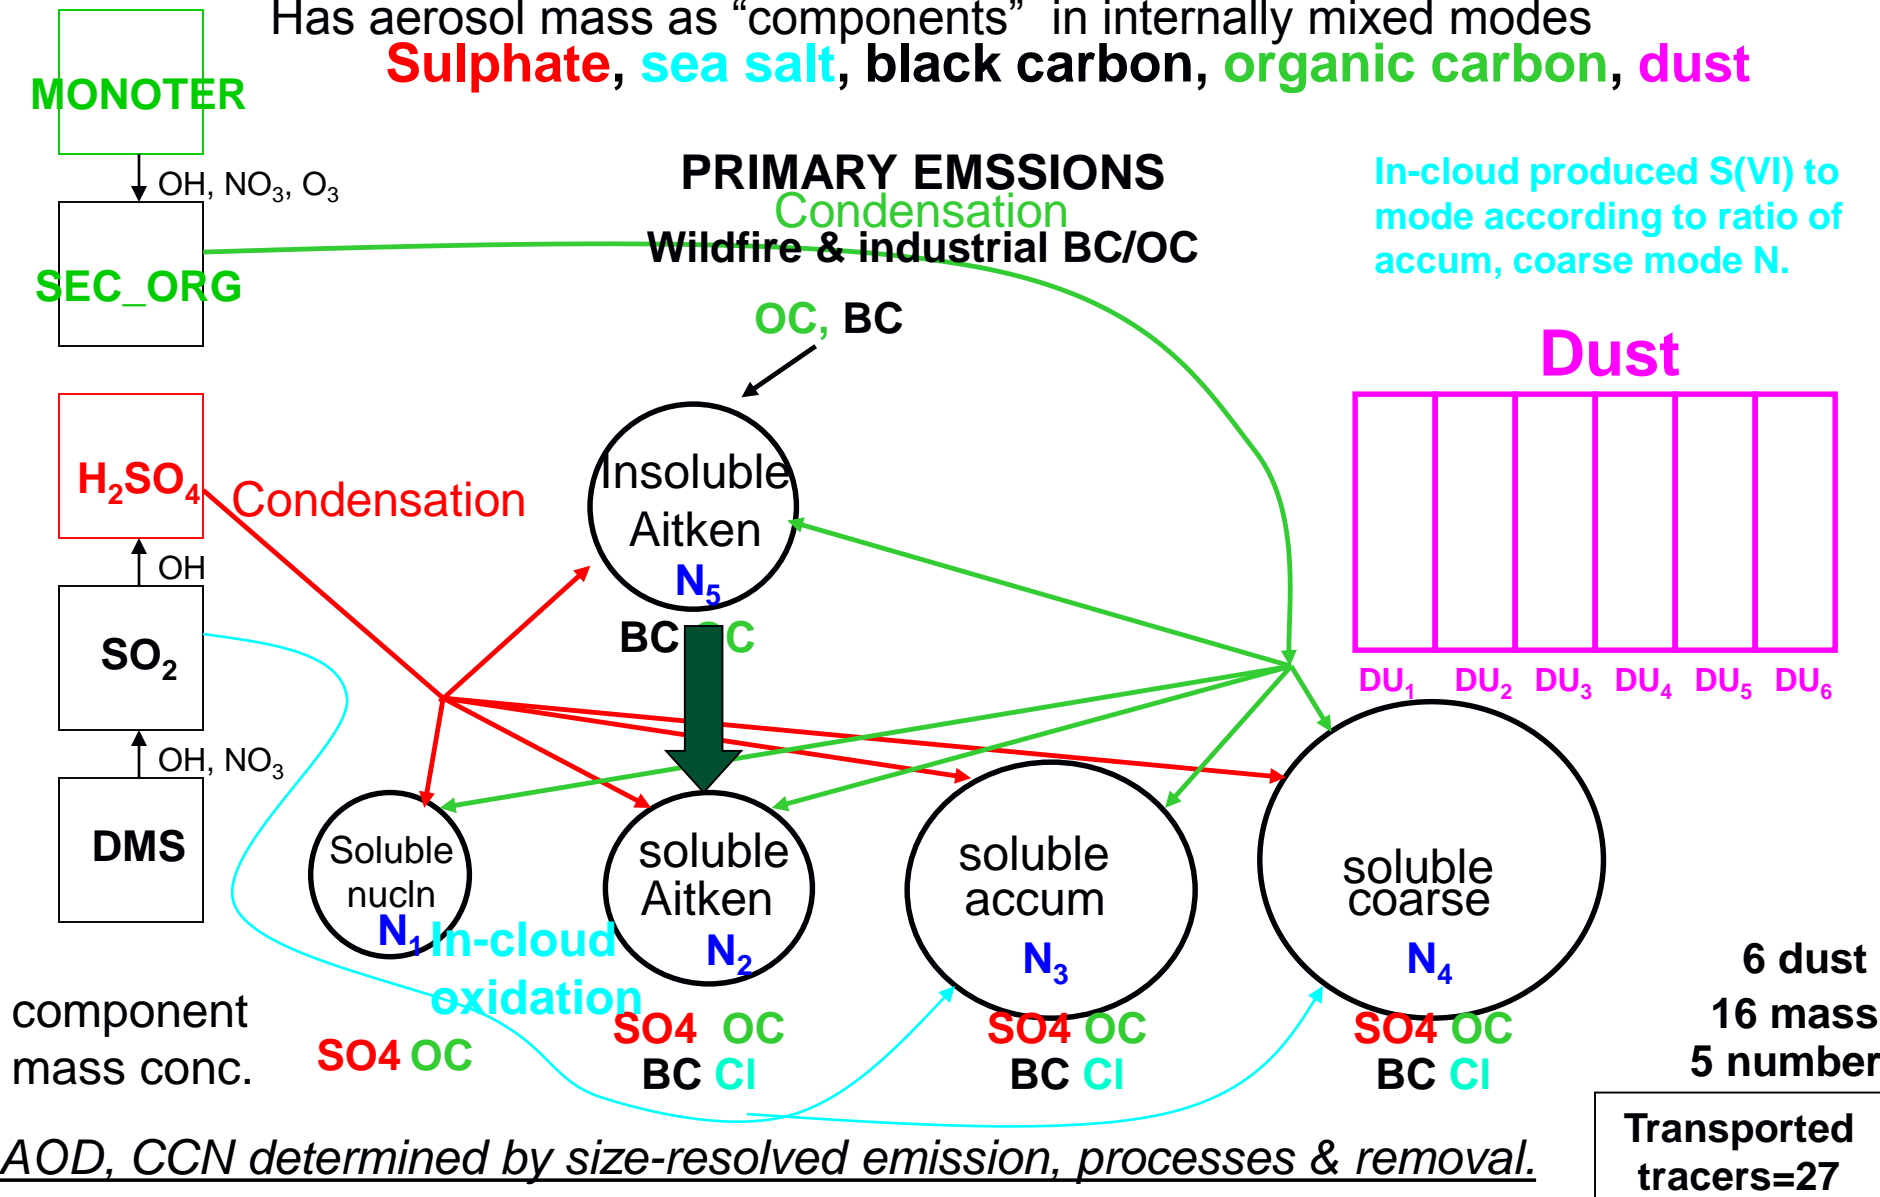 Has aerosol mass as “components” in internally mixed modes
Sulphate, sea salt, black carbon, organic carbon, dust
MONOTER
OH, NO3, O3
SEC_ORG
PRIMARY EMSSIONS
Condensation
Wildfire & industrial BC/OC
OC, BC
In-cloud produced S(VI) to
mode according to ratio of
accum, coarse mode N.
Dust
DU1 DU2 DU3 DU4 DU5 DU6
H2SO4
Condensation
OH
SO2
OH, NO3
DMS
Insoluble
Aitken
N5
BC OC
Soluble
nucln
N1
In-cloud
oxidation
soluble
Aitken
N2
soluble
accum
N3
soluble
coarse
N4
component
mass conc.
SO4 OC
SO4 OC
BC Cl
SO4 OC
BC Cl
SO4 OC
BC Cl
6 dust
16 mass
5 number
Transported
tracers=27
AOD, CCN determined by size-resolved emission, processes & removal.